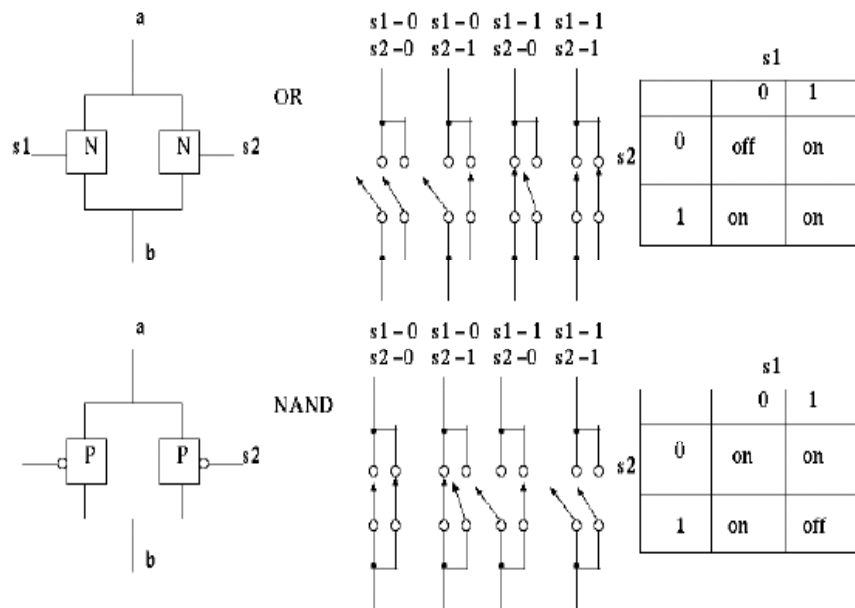 a
s1-0 s1-0 s1-1 s1-1
s2-0 s2-1 s2-0 s2-1
s1
0 1
OR
s1 N N s2
s2 0 off on
1 on on
b
a
s1-0 s1-0 s1-1 s1-1
s2-0 s2-1 s2-0 s2-1
s1
0 1
NAND
P P s2
s2 0 on on
1 on off
b